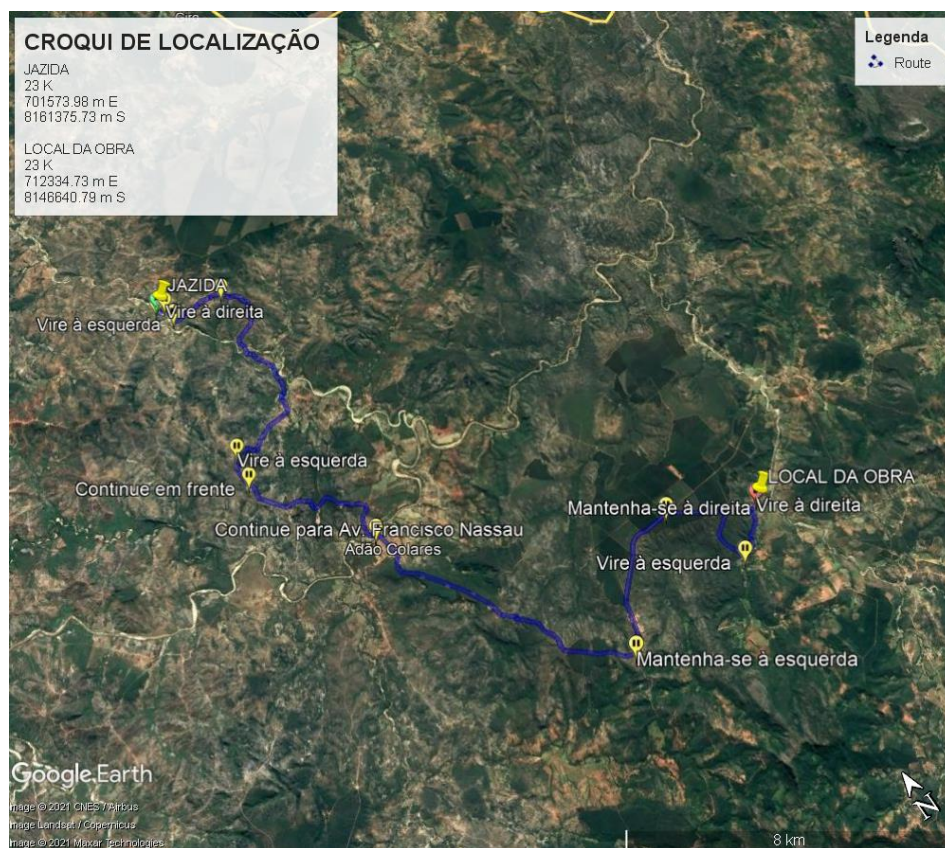 CROQUI DE LOCALIZAÇÃO
JAZIDA
23 K
701573.98 m E
8161375.73 m S
LOCAL DA OBRA
23 K
712334.73 m E
8146640.79 m S
Legenda
Route
JAZIDA
Vire à direita
Vire à esquerda
Vire à esquerda
Continue em frente
LOCAL DA OBRA
Mantenha-se à direita
Vire à direita
Continue para Av. Francisco Nassau
Adão Colares
Vire à esquerda
Mantenha-se à esquerda
Google Earth
Image © 2021 CNES / Airbus
Image Landsat / Copernicus
Image © 2021 Maxar Technologies
N
8 km